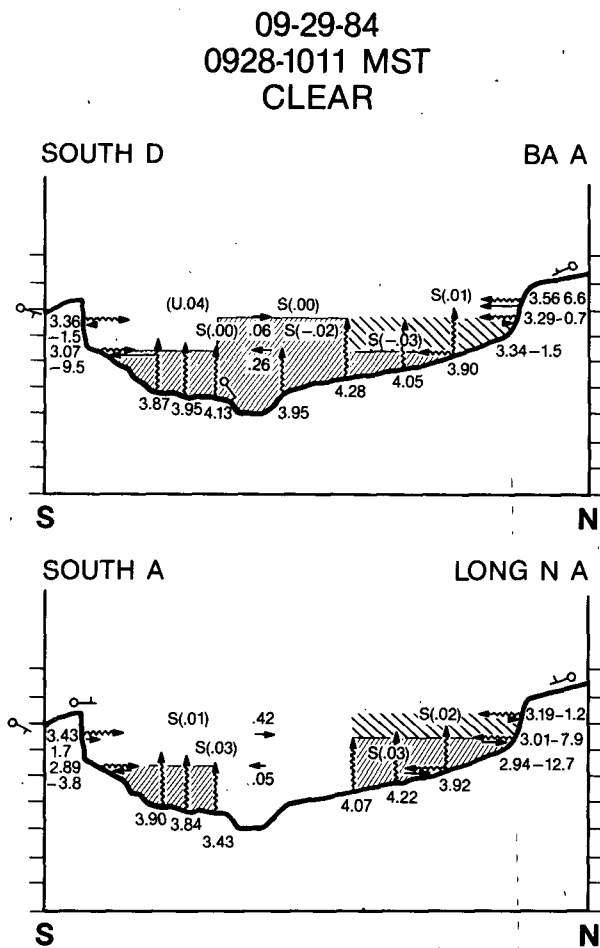 09-29-84
0928-1011 MST
CLEAR
SOUTH D
BA A
(U.04)
S(.00)
S(.01)
3.56 6.6
3.36
S(.00) .06 S(-.02)
3.29-0.7
-1.5
S(-.03)
3.07
3.34-1.5
-9.5
.26
3.90
4.28
4.05
3.87 3.95 4.13
3.95
S
N
SOUTH A
LONG N A
S(.01)
.42
S(.02)
3.19-1.2
3.43
S(.03)
3.01-7.9
1.7
S(.03)
2.89
2.94-12.7
-3.8
.05
3.92
4.07
4.22
3.90 3.84
3.43
S
N